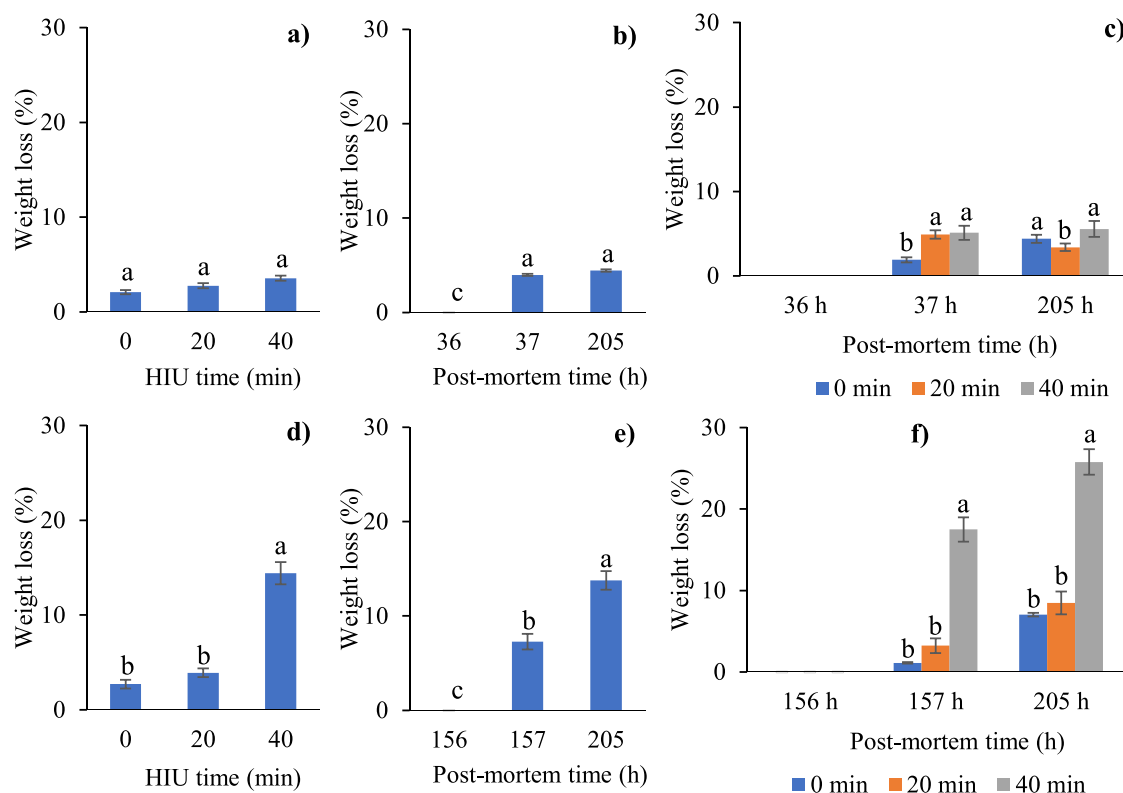 a)
Weight loss (%)
30
20
10
0
a
a
a
0 20 40
HIU time (min)
b)
Weight loss (%)
30
20
10
0
c
a
a
36 37 205
Post-mortem time (h)
c)
Weight loss (%)
30
20
10
0
b
a
a
a
b
a
36 h 37 h 205 h
Post-mortem time (h)
0 min 20 min 40 min
d)
Weight loss (%)
30
20
10
0
b
b
a
0 20 40
HIU time (min)
e)
Weight loss (%)
30
20
10
0
c
b
a
156 157 205
Post-mortem time (h)
f)
Weight loss (%)
30
20
10
0
b
b
a
b
b
a
156 h 157 h 205 h
Post-mortem time (h)
0 min 20 min 40 min